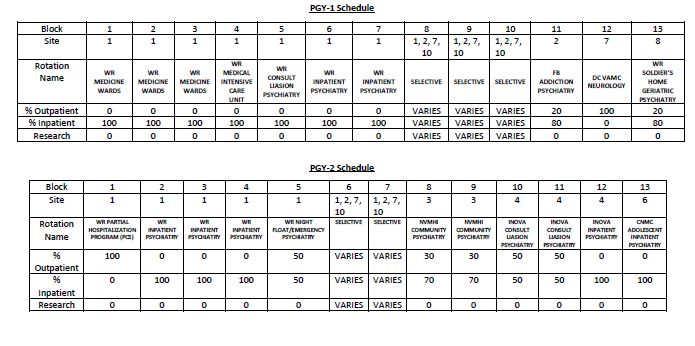 PGY-1 Schedule
Block 1 2 3 4 5 6 7 8 9 10 11 12 13
Site 1 1 1 1 1 1 1 1, 2, 7, 10 1, 2, 7, 10 1, 2, 7, 10 2 7 8
Rotation Name WR MEDICINE WARDS WR MEDICINE WARDS WR MEDICINE WARDS WR MEDICAL INTENSIVE CARE UNIT WR CONSULT LIASION PSYCHIATRY WR INPATIENT PSYCHIATRY WR INPATIENT PSYCHIATRY SELECTIVE SELECTIVE SELECTIVE FB ADDICTION PSYCHIATRY DC VAMC NEUROLOGY WR SOLDIER'S HOME GERIATRIC PSYCHIATRY
% Outpatient 0 0 0 0 0 0 0 VARIES VARIES VARIES 20 100 20
% Inpatient 100 100 100 100 100 100 100 VARIES VARIES VARIES 80 0 80
Research 0 0 0 0 0 0 0 VARIES VARIES VARIES 0 0 0
PGY-2 Schedule
Block 1 2 3 4 5 6 7 8 9 10 11 12 13
Site 1 1 1 1 1 1, 2, 7, 10 1, 2, 7, 10 3 3 4 4 4 6
Rotation Name WR PARTIAL HOSPITALIZATION PROGRAM (PCS) WR INPATIENT PSYCHIATRY WR INPATIENT PSYCHIATRY WR INPATIENT PSYCHIATRY WR NIGHT FLOAT/EMERGENCY PSYCHIATRY SELECTIVE SELECTIVE NVMHI COMMUNITY PSYCHIATRY NVMHI COMMUNITY PSYCHIATRY INOVA CONSULT LIASION PSYCHIATRY INOVA CONSULT LIASION PSYCHIATRY INOVA INPATIENT PSYCHIATRY CNMC ADOLESCENT INPATIENT PSYCHIATRY
% Outpatient 100 0 0 0 50 VARIES VARIES 30 30 50 50 0 0
% Inpatient 0 100 100 100 50 VARIES VARIES 70 70 50 50 100 100
Research 0 0 0 0 0 VARIES VARIES 0 0 0 0 0 0